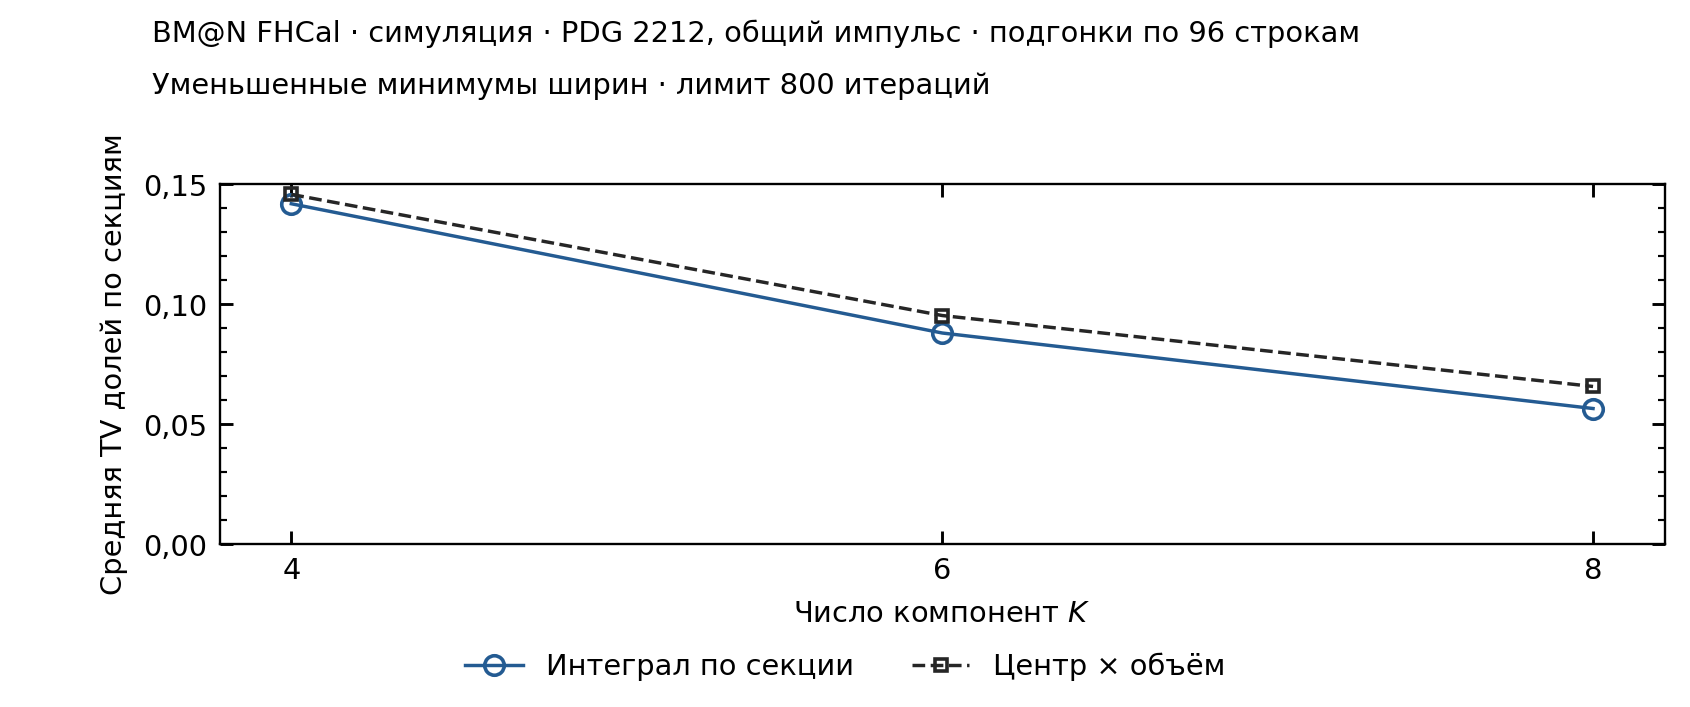 BM@N FHCal · симуляция · PDG 2212, общий импульс · подгонки по 96 строкам
Уменьшенные минимумы ширин · лимит 800 итераций
Средняя TV долей по секциям
0,15
0,10
0,05
0,00
4
6
8
Число компонент K
Интеграл по секции
Центр × объём